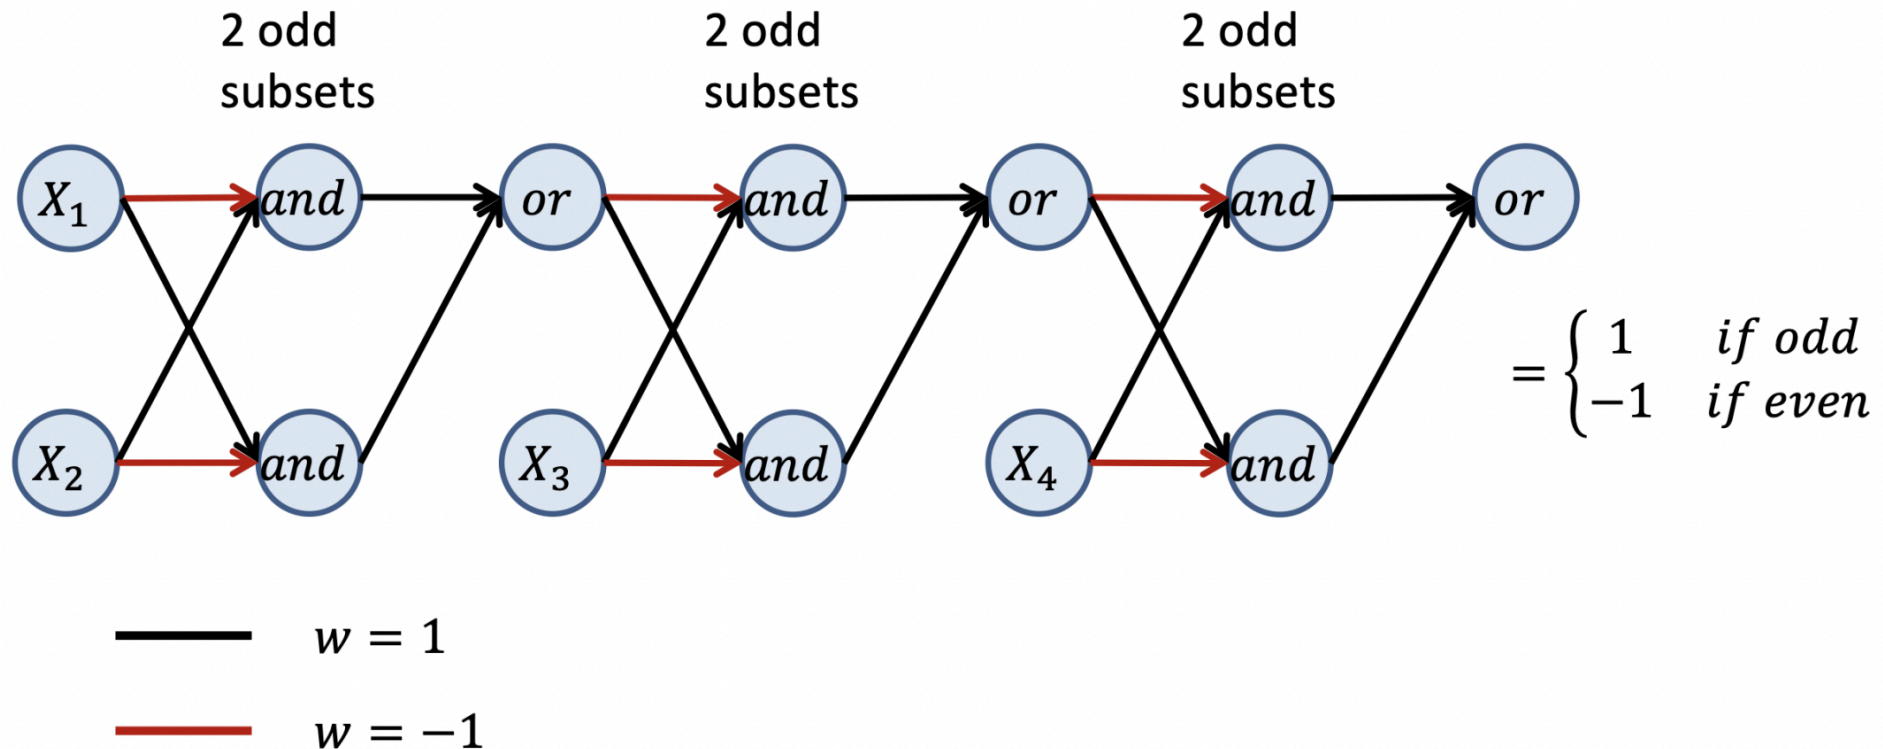 2 odd
subsets
2 odd
subsets
2 odd
subsets
X₁ and or and or and or
= { 1 if odd
−1 if even
X₂ and X₃ and X₄ and
w = 1
w = −1